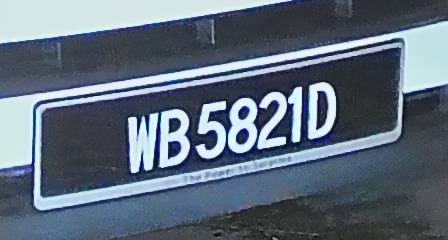 WB5821D
The Power to Surprise